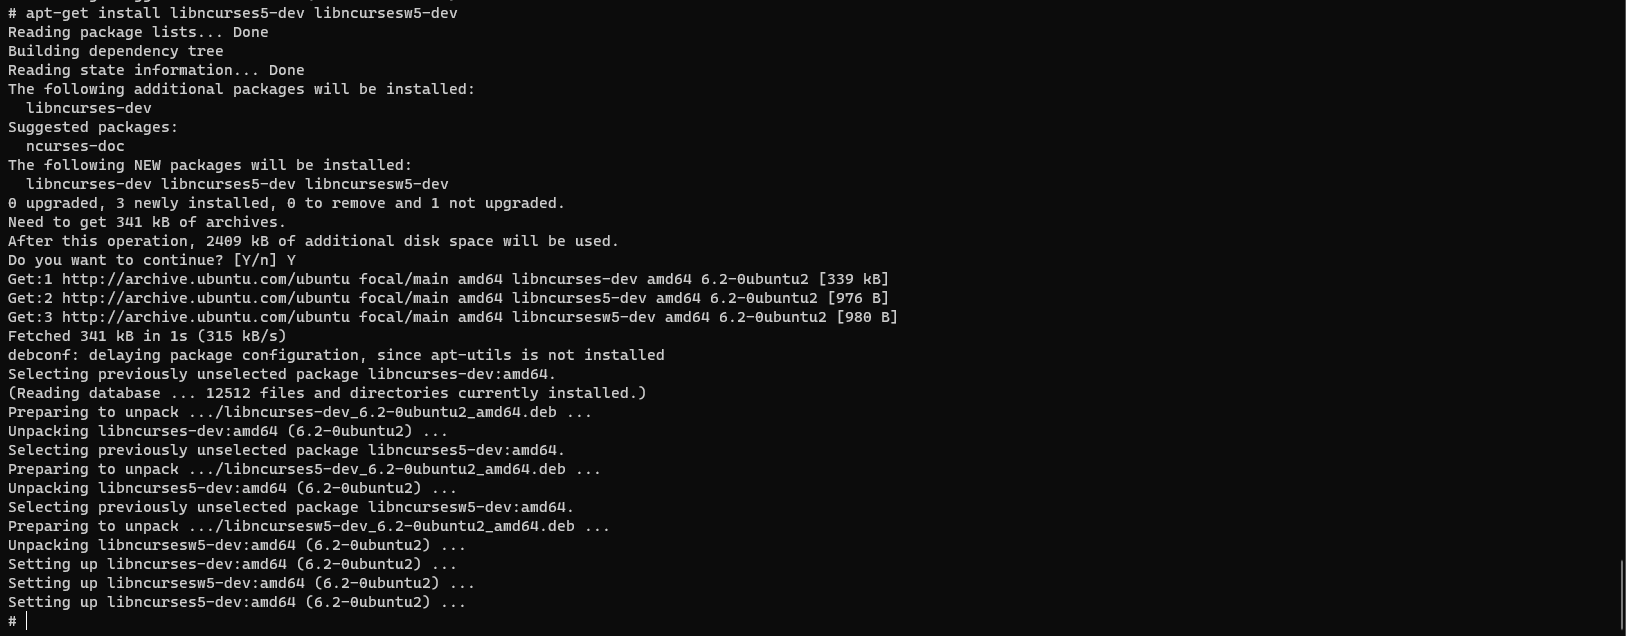 # apt-get install libncurses5-dev libncursesw5-dev
Reading package lists... Done
Building dependency tree
Reading state information... Done
The following additional packages will be installed:
  libncurses-dev
Suggested packages:
  ncurses-doc
The following NEW packages will be installed:
  libncurses-dev libncurses5-dev libncursesw5-dev
0 upgraded, 3 newly installed, 0 to remove and 1 not upgraded.
Need to get 341 kB of archives.
After this operation, 2409 kB of additional disk space will be used.
Do you want to continue? [Y/n] Y
Get:1 http://archive.ubuntu.com/ubuntu focal/main amd64 libncurses-dev amd64 6.2-0ubuntu2 [339 kB]
Get:2 http://archive.ubuntu.com/ubuntu focal/main amd64 libncurses5-dev amd64 6.2-0ubuntu2 [976 B]
Get:3 http://archive.ubuntu.com/ubuntu focal/main amd64 libncursesw5-dev amd64 6.2-0ubuntu2 [980 B]
Fetched 341 kB in 1s (315 kB/s)
debconf: delaying package configuration, since apt-utils is not installed
Selecting previously unselected package libncurses-dev:amd64.
(Reading database ... 12512 files and directories currently installed.)
Preparing to unpack .../libncurses-dev_6.2-0ubuntu2_amd64.deb ...
Unpacking libncurses-dev:amd64 (6.2-0ubuntu2) ...
Selecting previously unselected package libncurses5-dev:amd64.
Preparing to unpack .../libncurses5-dev_6.2-0ubuntu2_amd64.deb ...
Unpacking libncurses5-dev:amd64 (6.2-0ubuntu2) ...
Selecting previously unselected package libncursesw5-dev:amd64.
Preparing to unpack .../libncursesw5-dev_6.2-0ubuntu2_amd64.deb ...
Unpacking libncursesw5-dev:amd64 (6.2-0ubuntu2) ...
Setting up libncurses-dev:amd64 (6.2-0ubuntu2) ...
Setting up libncursesw5-dev:amd64 (6.2-0ubuntu2) ...
Setting up libncurses5-dev:amd64 (6.2-0ubuntu2) ...
#